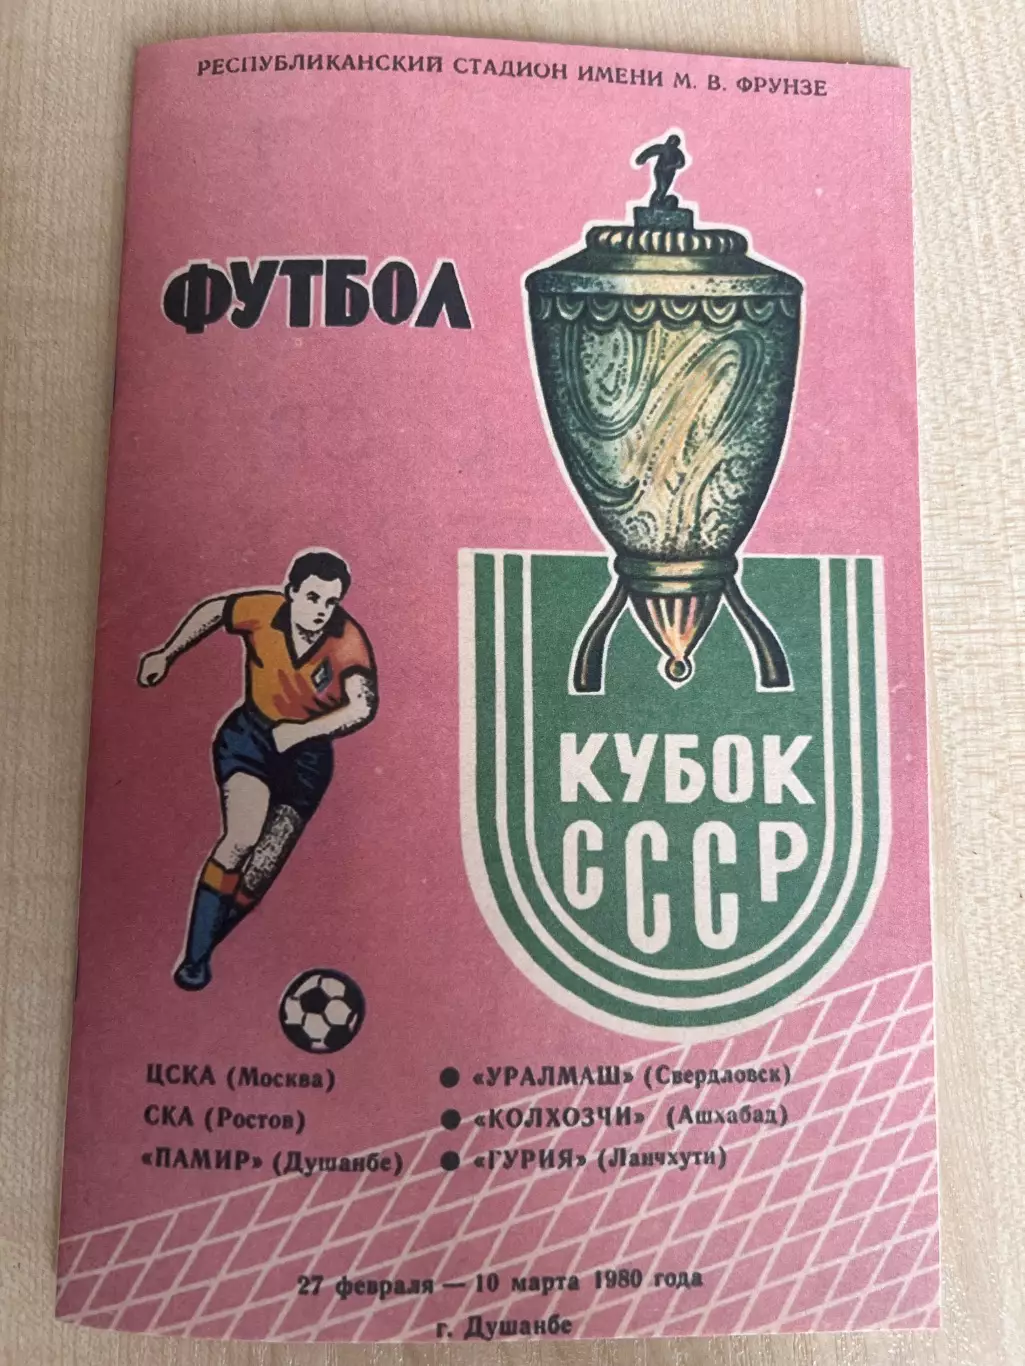 РЕСПУБЛИКАНСКИЙ СТАДИОН ИМЕНИ М. В. ФРУНЗЕ
ФУТБОЛ
КУБОК
СССР
ЦСКА (Москва) ● «УРАЛМАШ» (Свердловск)
СКА (Ростов) ● «КОЛХОЗЧИ» (Ашхабад)
«ПАМИР» (Душанбе) ● «ГУРИЯ» (Ланчхути)
27 февраля — 10 марта 1980 года
г. Душанбе